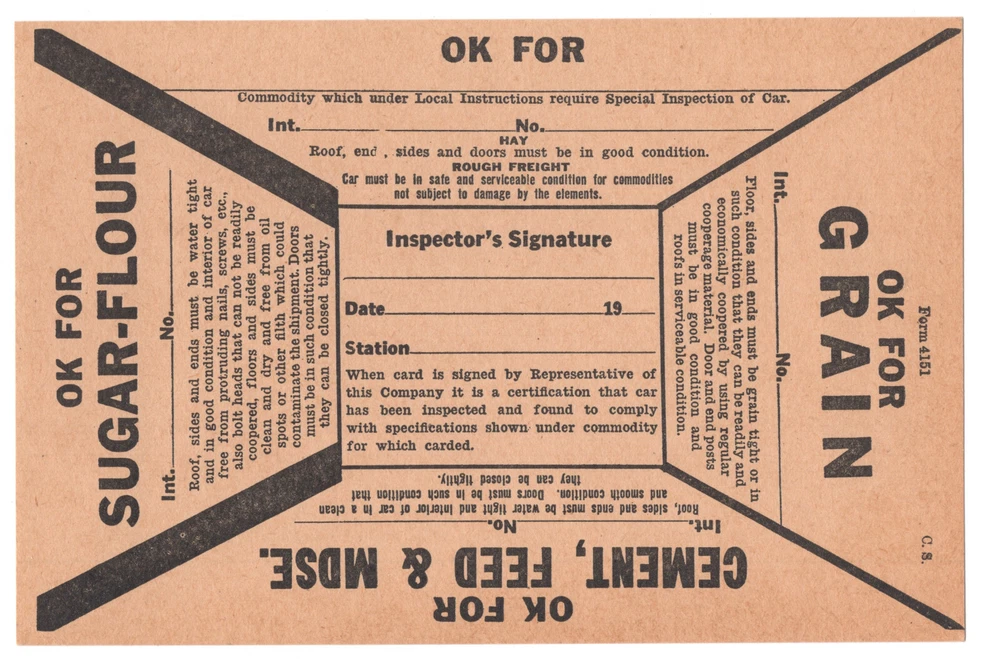 OK FOR
Commodity which under Local Instructions require Special Inspection of Car.
Int. No.
HAY
Roof, end , sides and doors must be in good condition.
ROUGH FREIGHT
Car must be in safe and serviceable condition for commodities
not subject to damage by the elements.
OK FOR
SUGAR-FLOUR
Int. No.
Roof, sides and ends must be water tight
and in good condition and interior of car
free from protruding nails, screws, etc.,
also bolt heads that can not be readily
coopered, floors and sides must be
clean and dry and free from oil
spots or other filth which could
contaminate the shipment. Doors
must be in such condition that
they can be closed tightly.
Inspector's Signature
Date 19
Station
When card is signed by Representative of
this Company it is a certification that car
has been inspected and found to comply
with specifications shown under commodity
for which carded.
Form 4151
C. S.
OK FOR
GRAIN
Int. No.
Floor, sides and ends must be grain tight or in
such condition that they can be readily and
economically coopered by using regular
cooperage material. Door and end posts
must be in good condition and
roofs in serviceable condition.
OK FOR
CEMENT, FEED & MDSE.
Int. No.
Roof, sides and ends must be water tight and interior of car in a clean
and smooth condition. Doors must be in such condition that
they can be closed tightly.